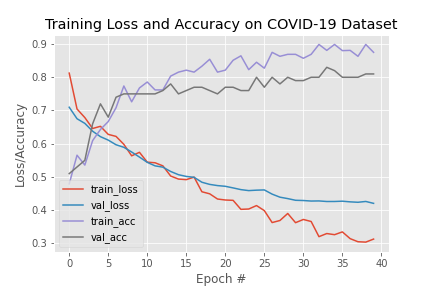 Training Loss and Accuracy on COVID-19 Dataset
0.9
0.8
0.7
0.6
0.5
0.4
0.3
Loss/Accuracy
train_loss
val_loss
train_acc
val_acc
0 5 10 15 20 25 30 35 40
Epoch #